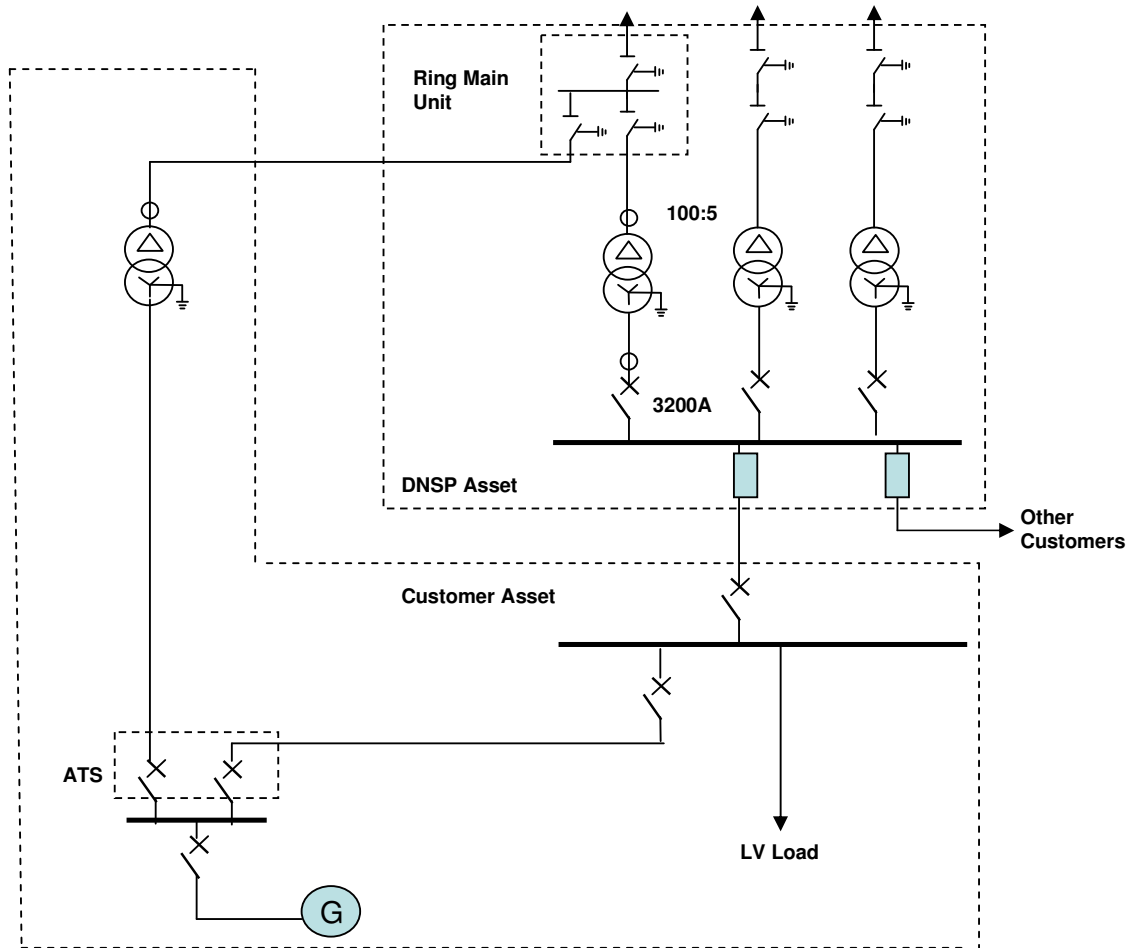 Ring Main
Unit
100:5
3200A
DNSP Asset
Other
Customers
Customer Asset
ATS
LV Load
G